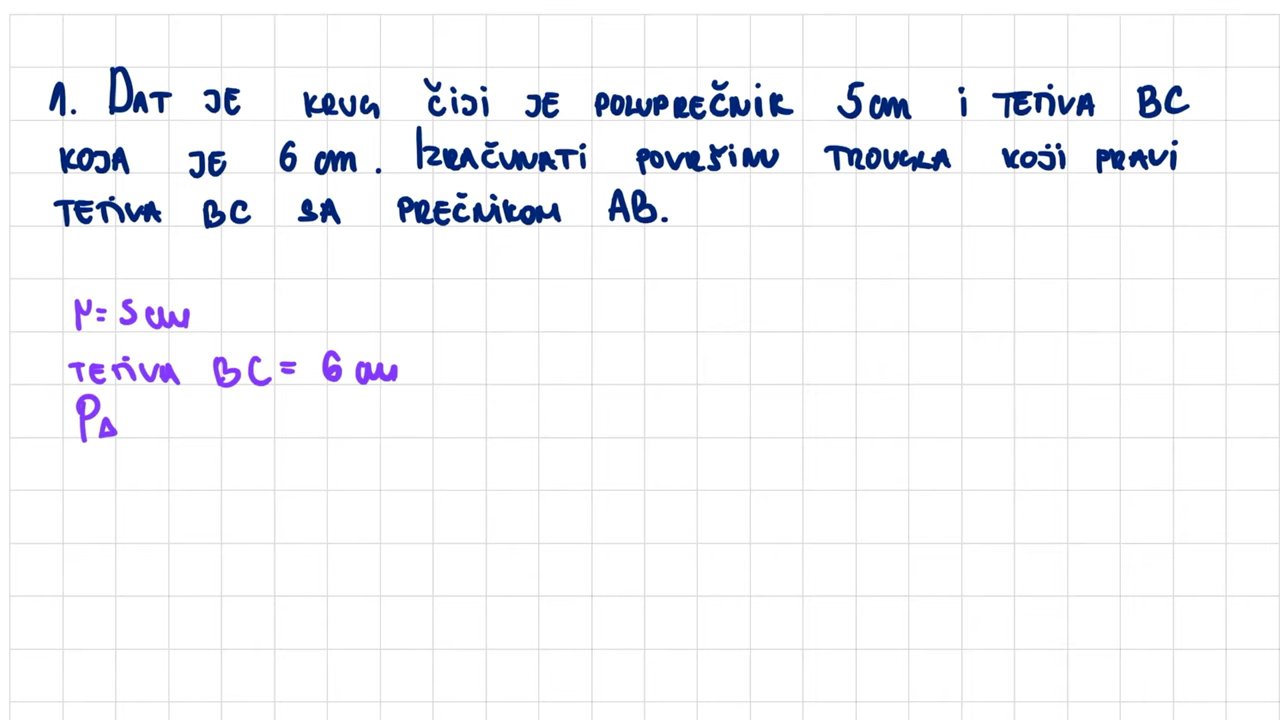 1. DAT JE KRUG ČIJI JE POLUPREČNIK 5cm i TETIVA BC
KOJA JE 6 cm. IZRAČUNATI POVRŠINU TROUGLA KOJI PRAVI
TETIVA BC SA PREČNIKOM AB.
r=5cm
TETIVA BC= 6 cm
P△